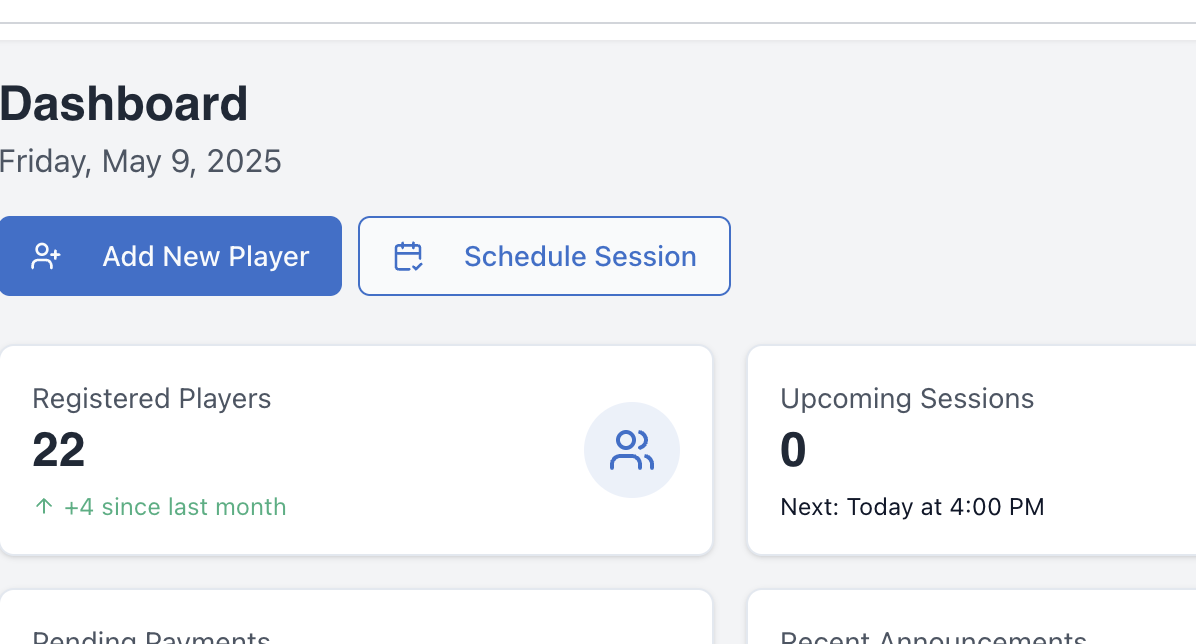 Dashboard
Friday, May 9, 2025
Add New Player
Schedule Session
Registered Players
22
+4 since last month
Upcoming Sessions
0
Next: Today at 4:00 PM
Pending Payments
Recent Announcements